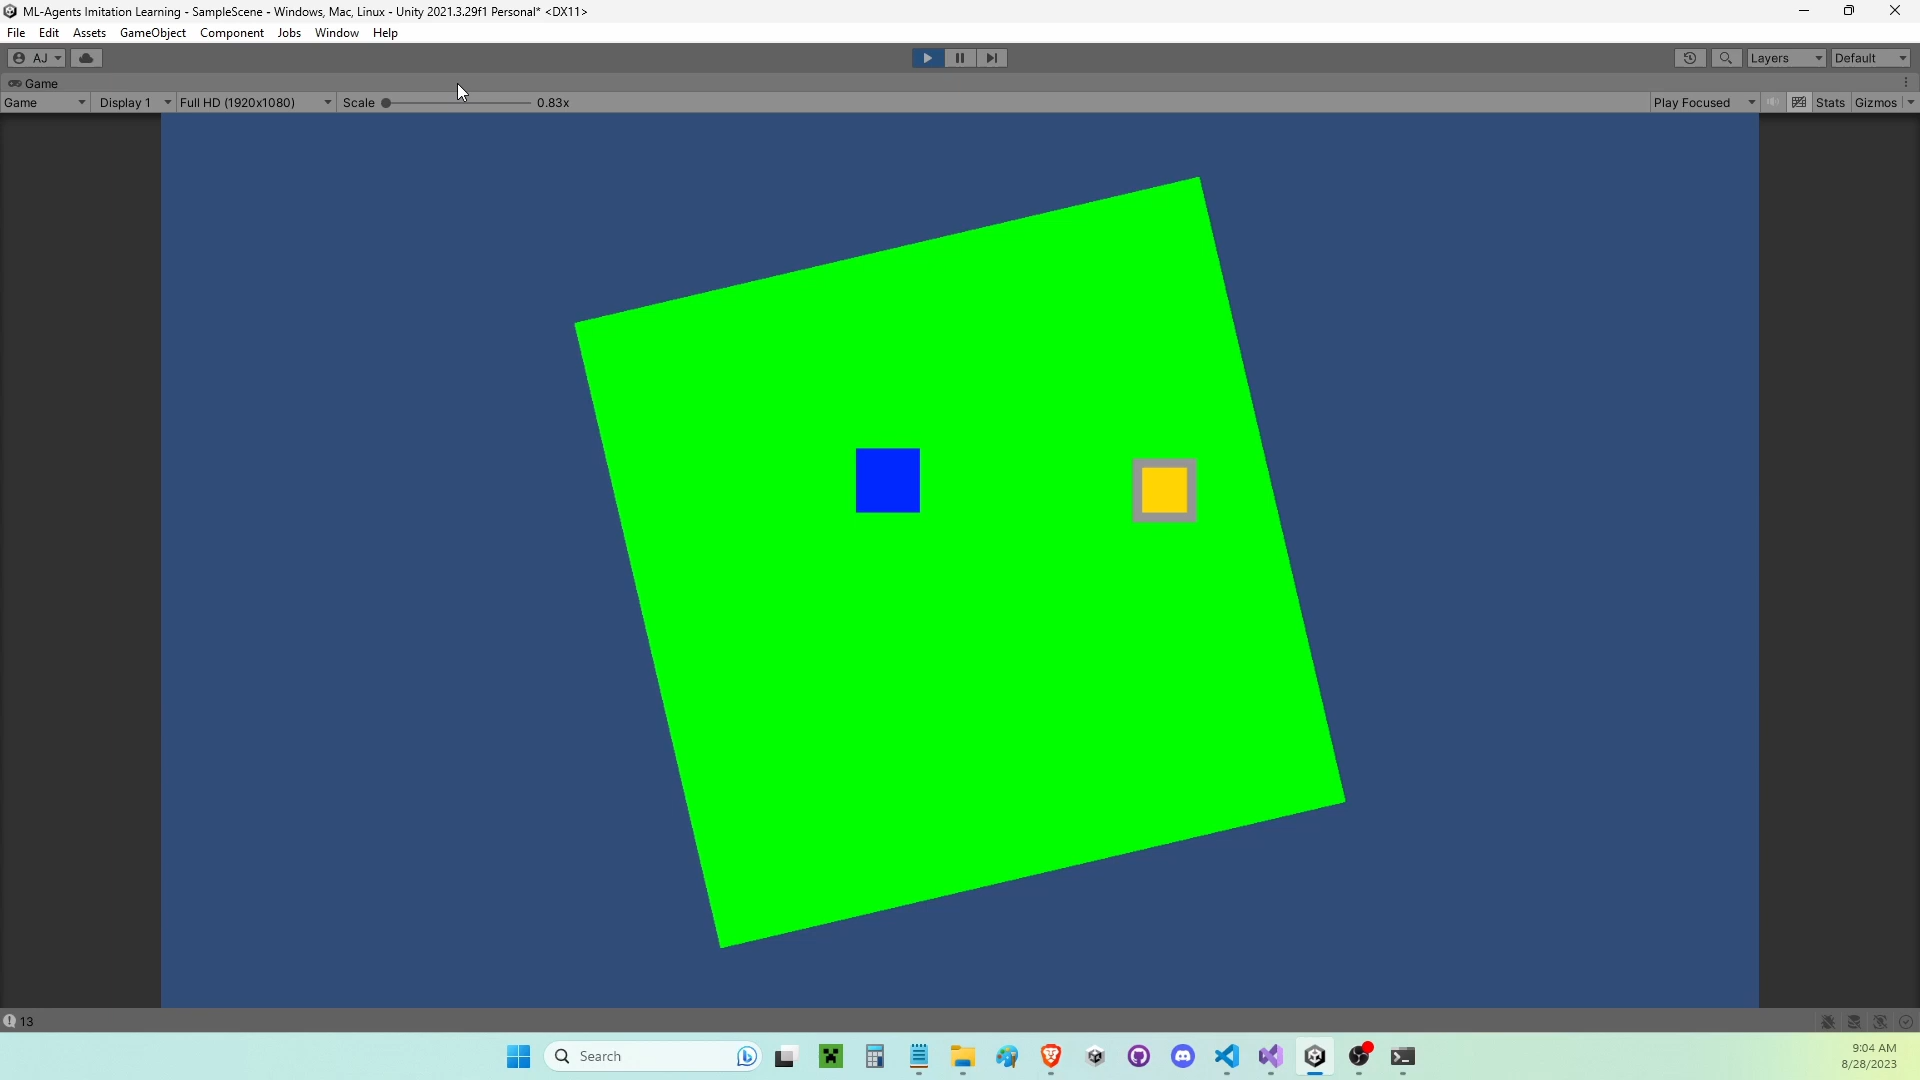 ML-Agents Imitation Learning - SampleScene - Windows, Mac, Linux - Unity 2021.3.29f1 Personal* <DX11>
File Edit Assets GameObject Component Jobs Window Help
AJ Layers Default
Game
Game Display 1 Full HD (1920x1080) Scale 0.83x Play Focused Stats Gizmos
13
Search
9:04 AM
8/28/2023